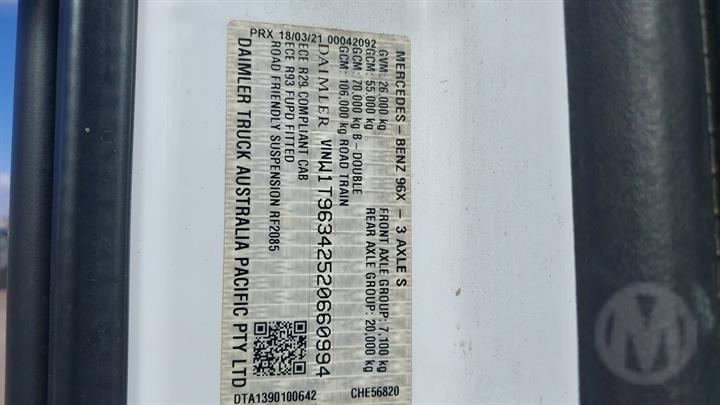 PRX 18/03/21 00042092
MERCEDES - BENZ 96X - 3 AXLE S
GVM: 26,000 kg FRONT AXLE GROUP: 7,100 kg
GCM: 55,000 kg REAR AXLE GROUP: 20,000 kg
GCM: 70,000 kg B - DOUBLE
GCM: 106,000 kg ROAD TRAIN
DAIMLER VINW1T96342520660994
ECE R29 COMPLIANT CAB
ECE R93 FUPD FITTED
ROAD FRIENDLY SUSPENSION RF2085
DAIMLER TRUCK AUSTRALIA PACIFIC PTY LTD
DTA1390100642 CHE56820
M